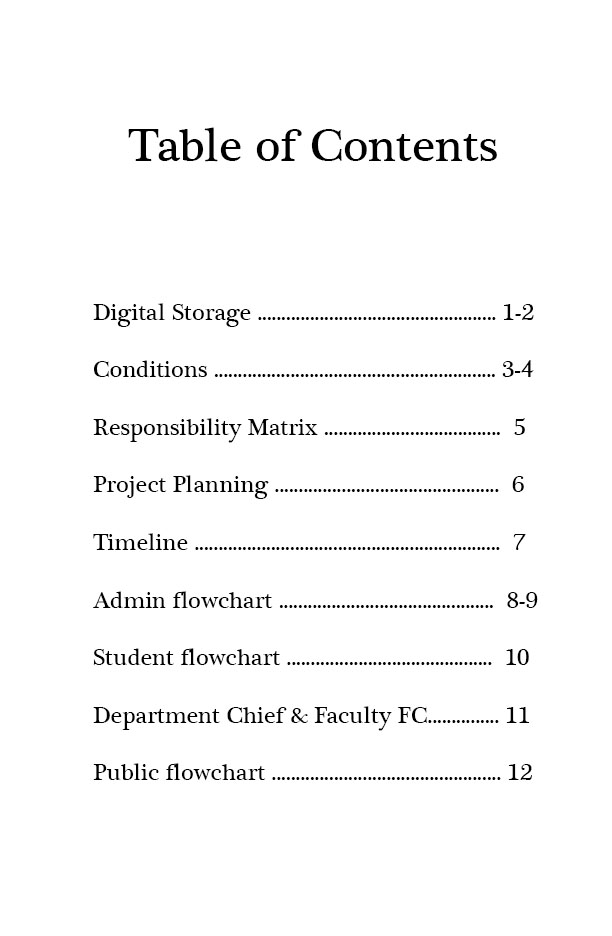 Table of Contents
Digital Storage .................................................. 1-2
Conditions ........................................................... 3-4
Responsibility Matrix ..................................... 5
Project Planning ............................................... 6
Timeline ................................................................ 7
Admin flowchart ............................................. 8-9
Student flowchart ........................................... 10
Department Chief & Faculty FC............... 11
Public flowchart ................................................ 12